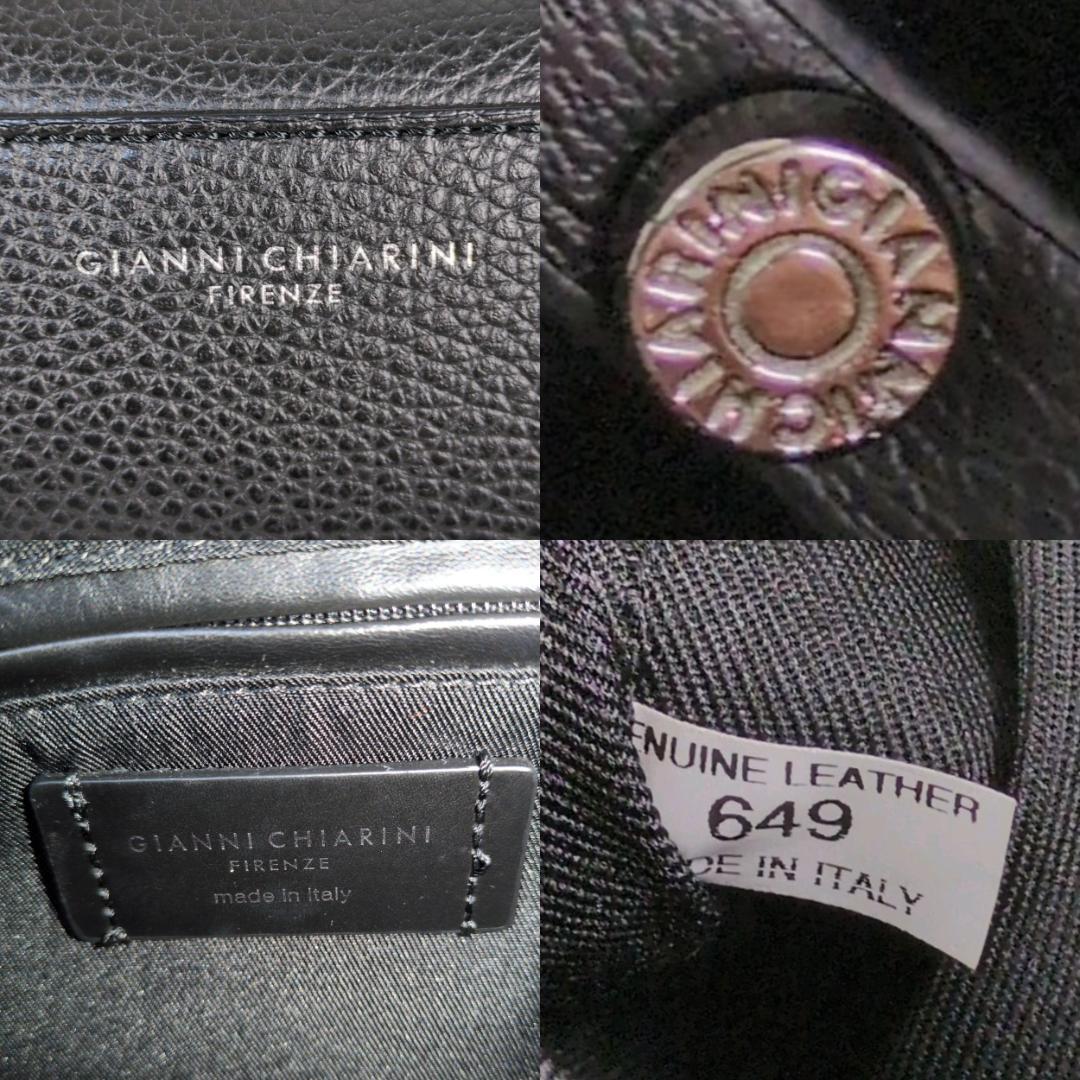 GIANNI CHIARINI
FIRENZE
GIANNI CHIARINI
GIANNI CHIARINI
FIRENZE
made in Italy
ENUINE LEATHER
649
DE IN ITALY